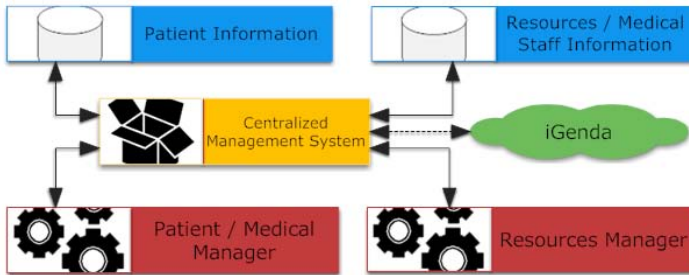 Patient Information
Resources / Medical
Staff Information
Centralized
Management System
iGenda
Patient / Medical
Manager
Resources Manager